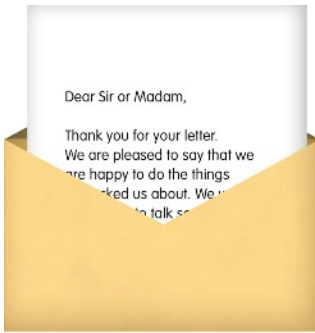 Dear Sir or Madam,
Thank you for your letter.
We are pleased to say that we
are happy to do the things
us about. We
to talk